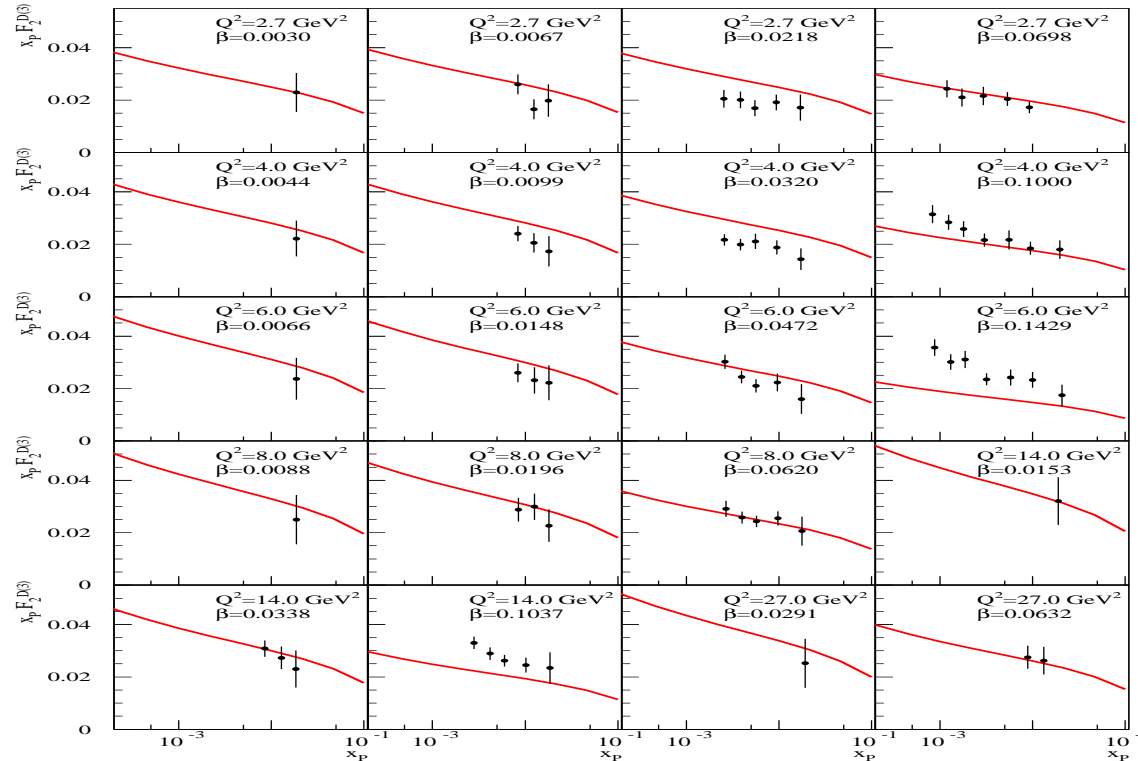 x_P F_2^{D(3)}
0.04
0.02
0
Q²=2.7 GeV²
β=0.0030
Q²=2.7 GeV²
β=0.0067
Q²=2.7 GeV²
β=0.0218
Q²=2.7 GeV²
β=0.0698
x_P F_2^{D(3)}
0.04
0.02
0
Q²=4.0 GeV²
β=0.0044
Q²=4.0 GeV²
β=0.0099
Q²=4.0 GeV²
β=0.0320
Q²=4.0 GeV²
β=0.1000
x_P F_2^{D(3)}
0.04
0.02
0
Q²=6.0 GeV²
β=0.0066
Q²=6.0 GeV²
β=0.0148
Q²=6.0 GeV²
β=0.0472
Q²=6.0 GeV²
β=0.1429
x_P F_2^{D(3)}
0.04
0.02
0
Q²=8.0 GeV²
β=0.0088
Q²=8.0 GeV²
β=0.0196
Q²=8.0 GeV²
β=0.0620
Q²=14.0 GeV²
β=0.0153
x_P F_2^{D(3)}
0.04
0.02
0
Q²=14.0 GeV²
β=0.0338
Q²=14.0 GeV²
β=0.1037
Q²=27.0 GeV²
β=0.0291
Q²=27.0 GeV²
β=0.0632
10⁻³ 10⁻¹
x_P
10⁻³ 10⁻¹
x_P
10⁻³ 10⁻¹
x_P
10⁻³ 10⁻¹
x_P